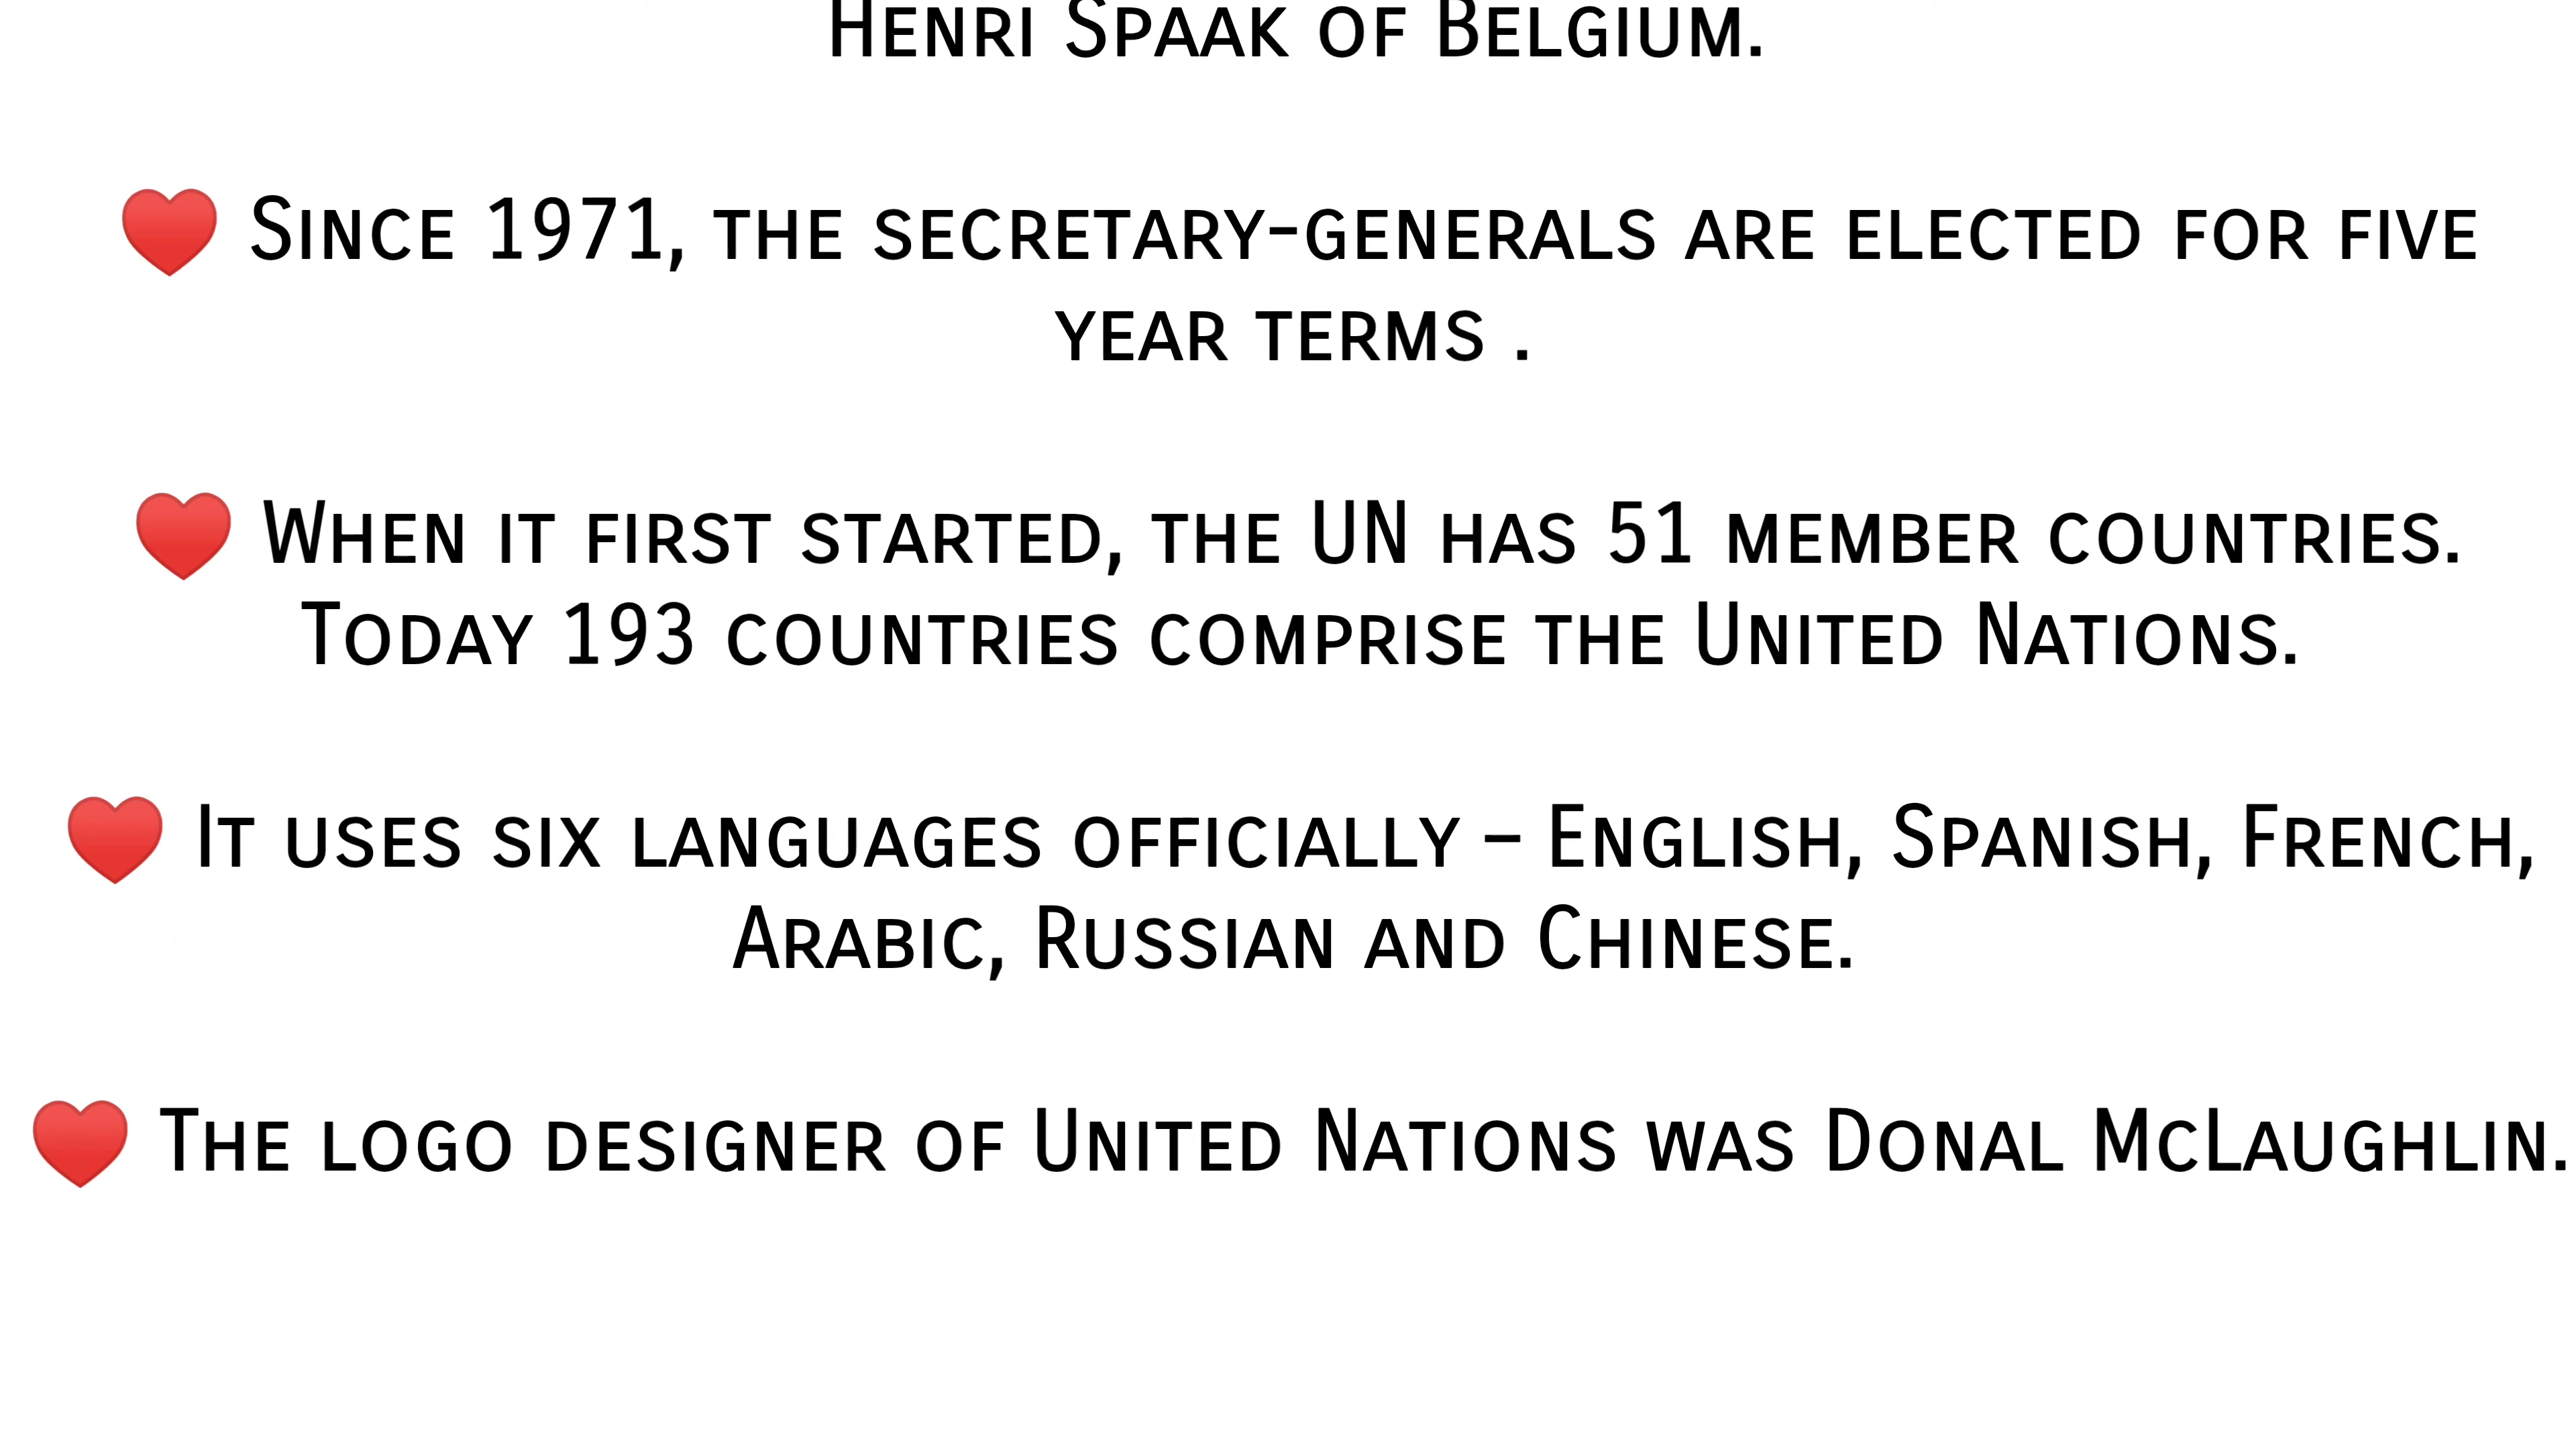 Henri Spaak of Belgium.
♥ Since 1971, the secretary-generals are elected for five
year terms .
♥ When it first started, the UN has 51 member countries.
Today 193 countries comprise the United Nations.
♥ It uses six languages officially - English, Spanish, French,
Arabic, Russian and Chinese.
♥ The logo designer of United Nations was Donal McLaughlin.